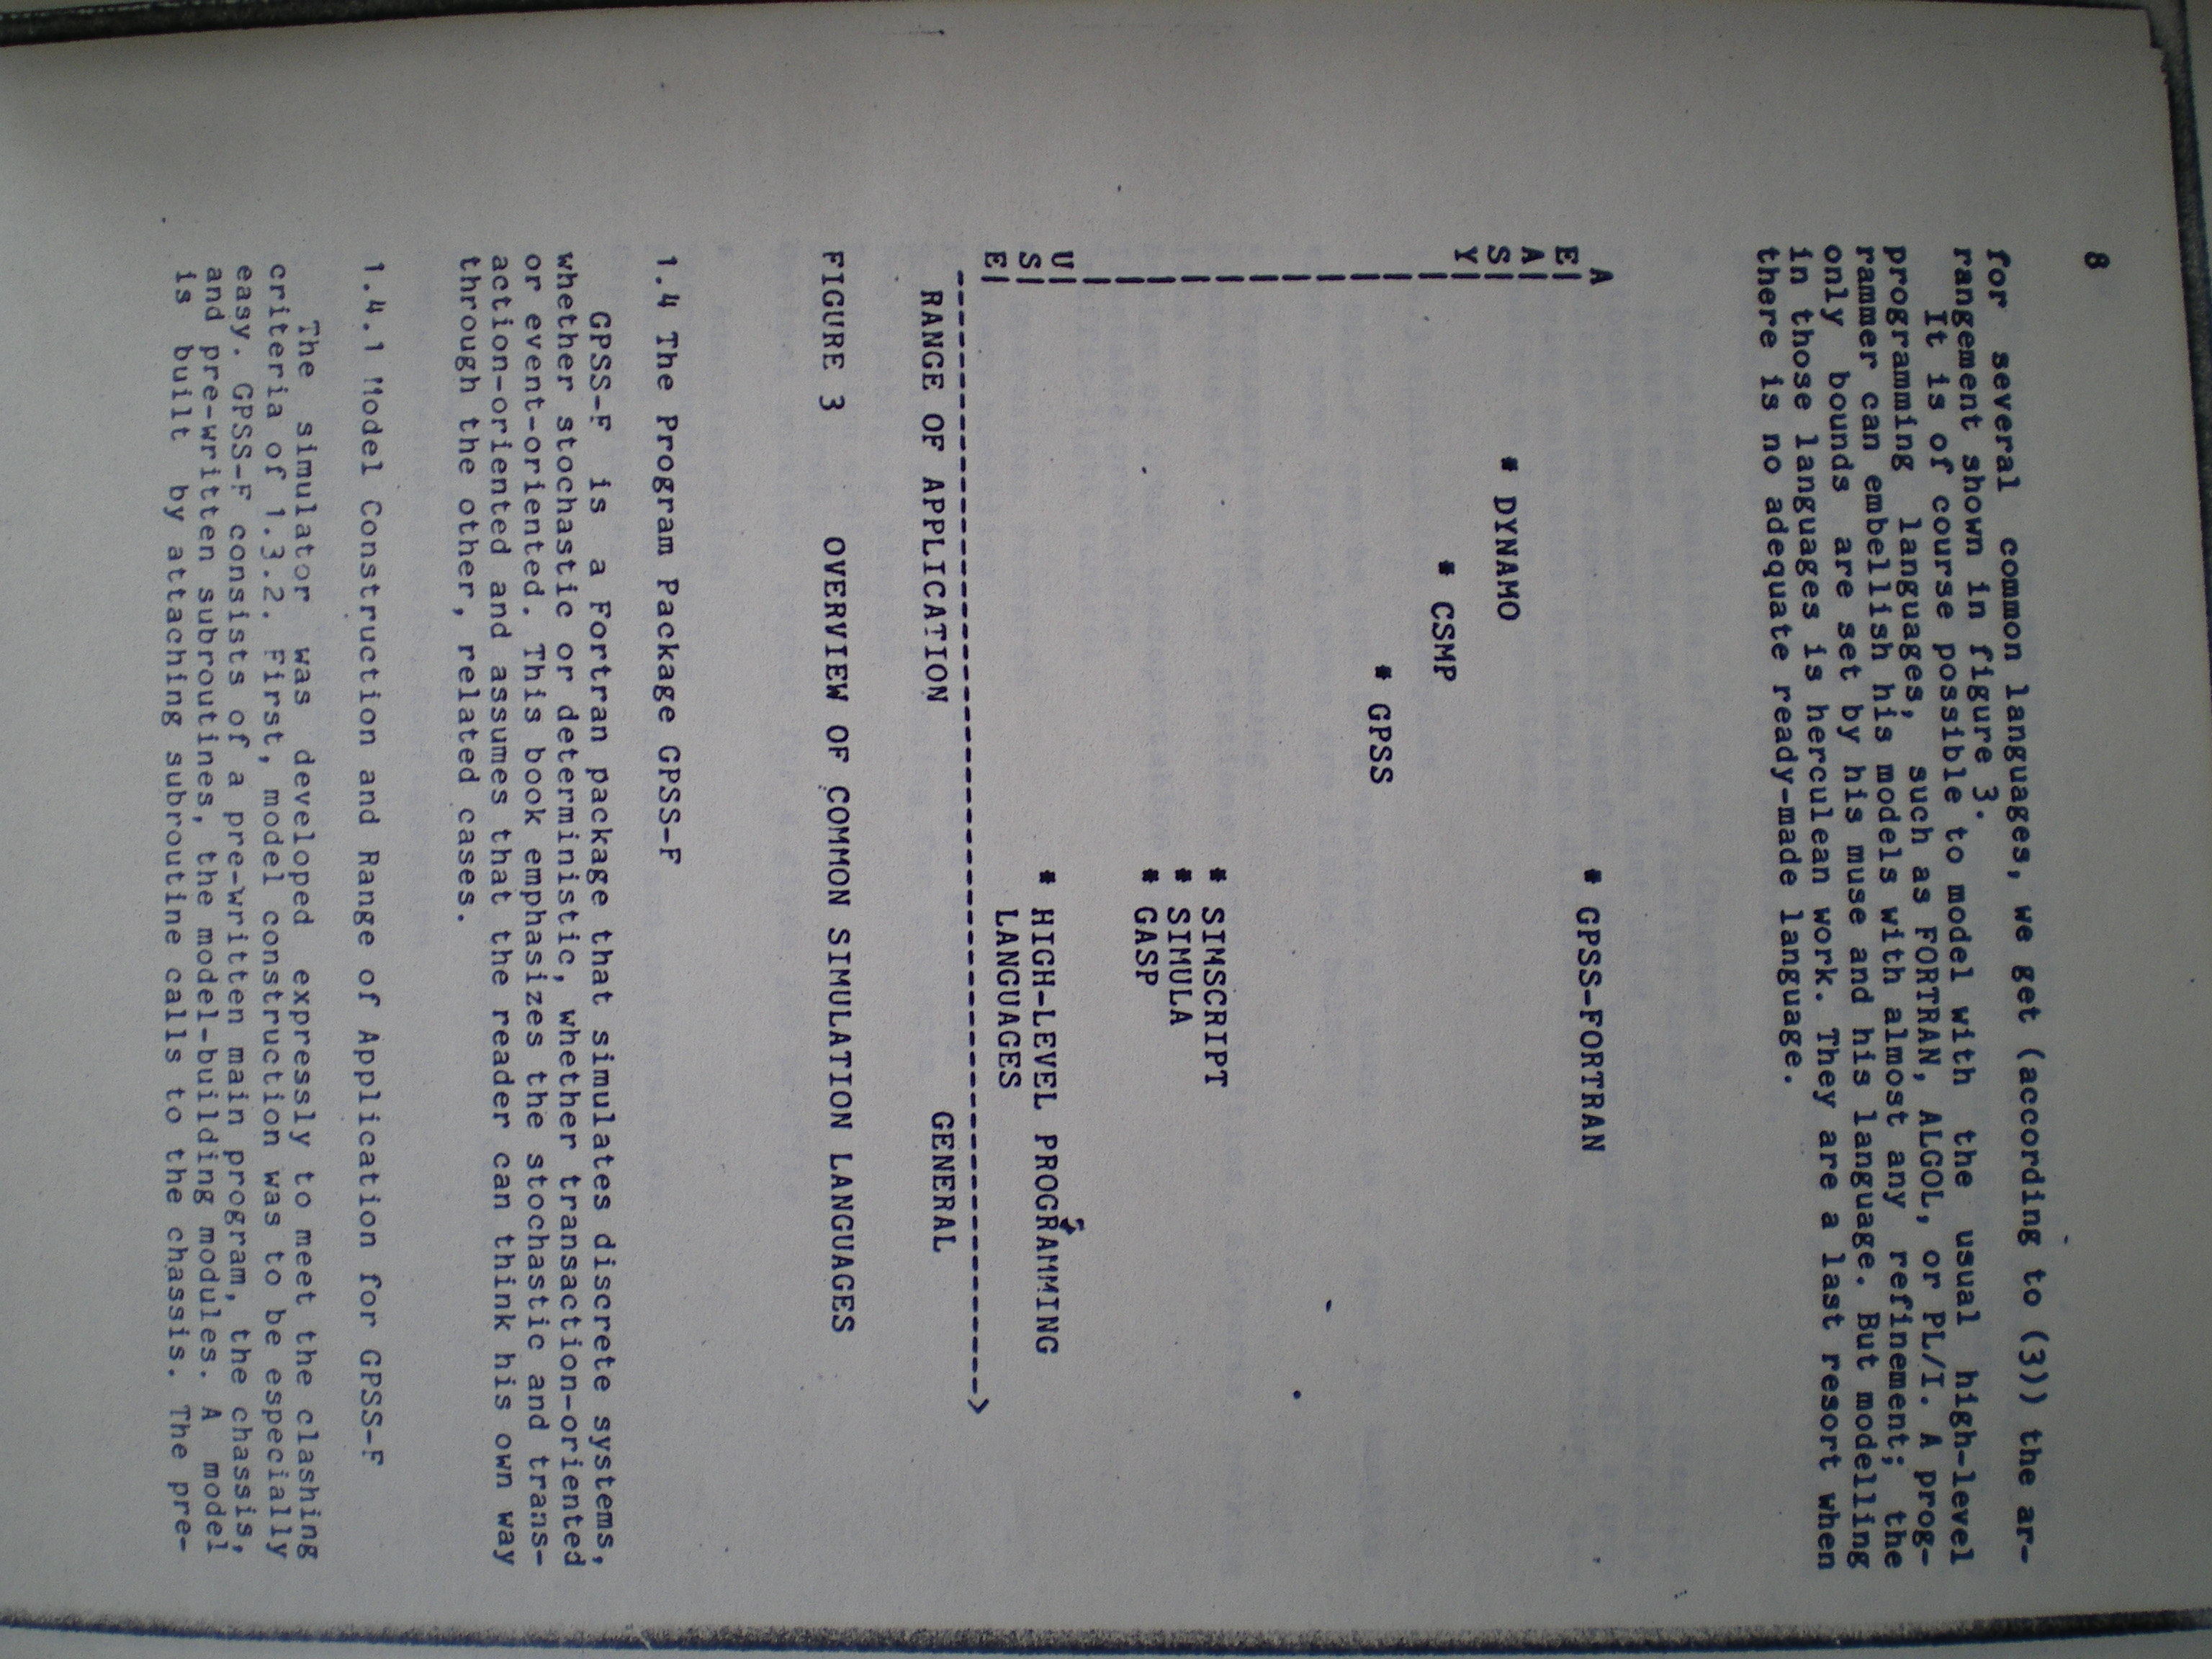 8
for several common languages, we get (according to (3)) the ar-
rangement shown in figure 3.
It is of course possible to model with the usual high-level
programming languages, such as FORTRAN, ALGOL, or PL/I. A prog-
rammer can embellish his models with almost any refinement; the
only bounds are set by his muse and his language. But modelling
in those languages is herculean work. They are a last resort when
there is no adequate ready-made language.
A
E| * GPSS-FORTRAN
A|
S| * DYNAMO
Y|
* CSMP
* GPSS
* SIMSCRIPT
* SIMULA
* GASP
U|
S| * HIGH-LEVEL PROGRAMMING
E| LANGUAGES
------------------------------------------------------------>
RANGE OF APPLICATION GENERAL
FIGURE 3 OVERVIEW OF COMMON SIMULATION LANGUAGES
1.4 The Program Package GPSS-F
GPSS-F is a Fortran package that simulates discrete systems,
whether stochastic or deterministic, whether transaction-oriented
or event-oriented. This book emphasizes the stochastic and trans-
action-oriented and assumes that the reader can think his own way
through the other, related cases.
1.4.1 Model Construction and Range of Application for GPSS-F
The simulator was developed expressly to meet the clashing
criteria of 1.3.2. First, model construction was to be especially
easy. GPSS-F consists of a pre-written main program, the chassis,
and pre-written subroutines, the model-building modules. A model
is built by attaching subroutine calls to the chassis. The pre-